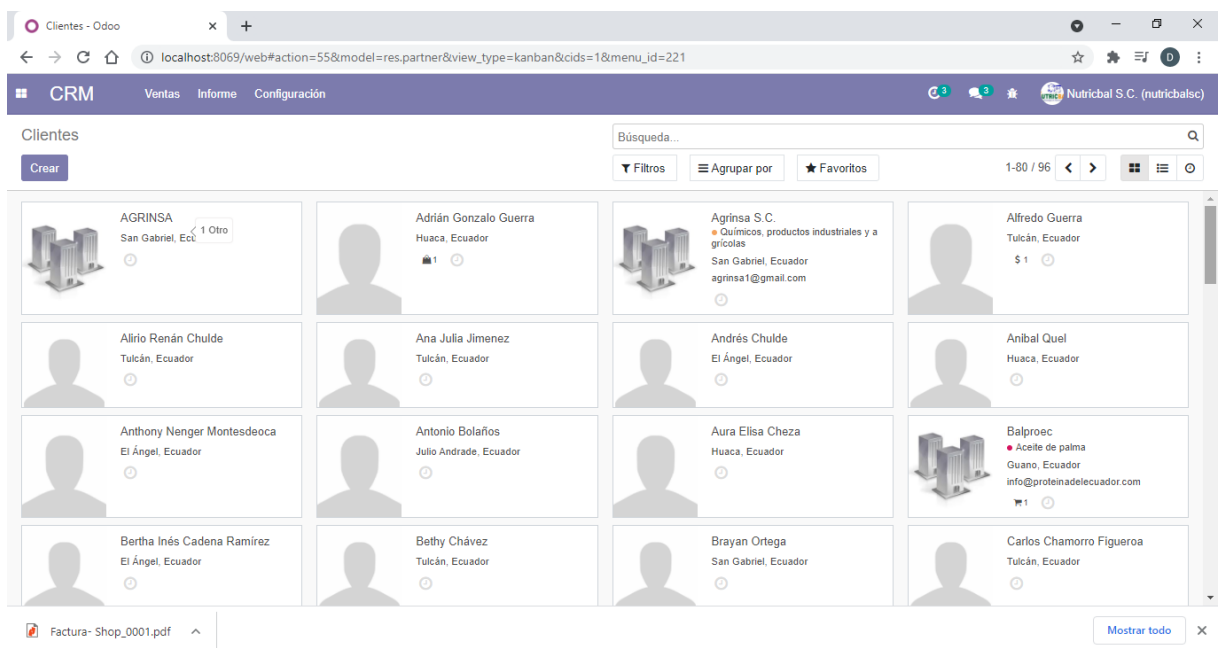 Clientes - Odoo
localhost:8069/web#action=55&model=res.partner&view_type=kanban&cids=1&menu_id=221
D
CRM
Ventas
Informe
Configuración
3
3
Nutricbal S.C. (nutricbalsc)
Clientes
Búsqueda...
Crear
Filtros
Agrupar por
Favoritos
1-80 / 96
AGRINSA
San Gabriel, Ecu
1 Otro
Adrián Gonzalo Guerra
Huaca, Ecuador
1
Agrinsa S.C.
Químicos, productos industriales y a
grícolas
San Gabriel, Ecuador
agrinsa1@gmail.com
Alfredo Guerra
Tulcán, Ecuador
$ 1
Alirio Renán Chulde
Tulcán, Ecuador
Ana Julia Jimenez
Tulcán, Ecuador
Andrés Chulde
El Ángel, Ecuador
Anibal Quel
Huaca, Ecuador
Anthony Nenger Montesdeoca
El Ángel, Ecuador
Antonio Bolaños
Julio Andrade, Ecuador
Aura Elisa Cheza
Huaca, Ecuador
Balproec
Aceite de palma
Guano, Ecuador
info@proteinadelecuador.com
1
Bertha Inés Cadena Ramírez
El Ángel, Ecuador
Bethy Chávez
Tulcán, Ecuador
Brayan Ortega
San Gabriel, Ecuador
Carlos Chamorro Figueroa
Tulcán, Ecuador
Factura- Shop_0001.pdf
Mostrar todo